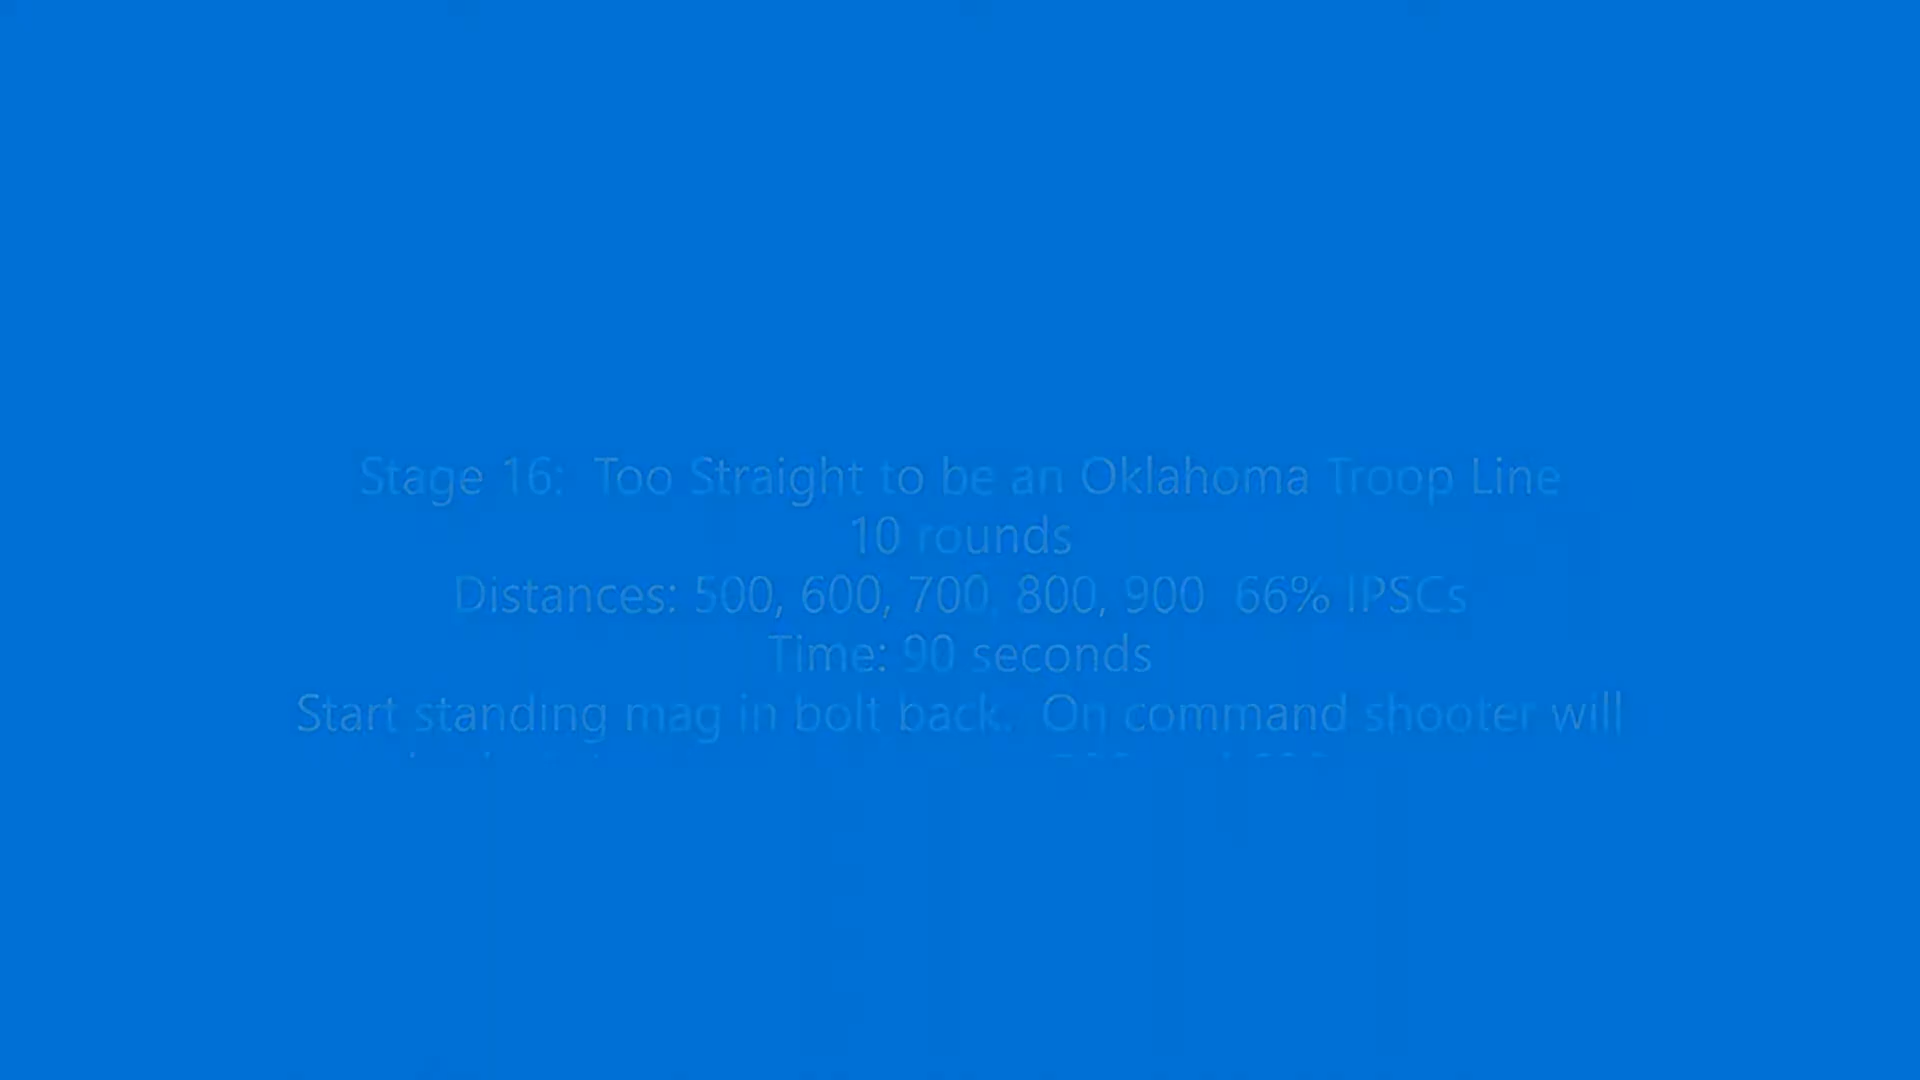 Stage 16:  Too Straight to be an Oklahoma Troop Line
10 rounds
Distances: 500, 600, 700, 800, 900  66% IPSCs
Time: 90 seconds
Start standing mag in bolt back.  On command shooter will